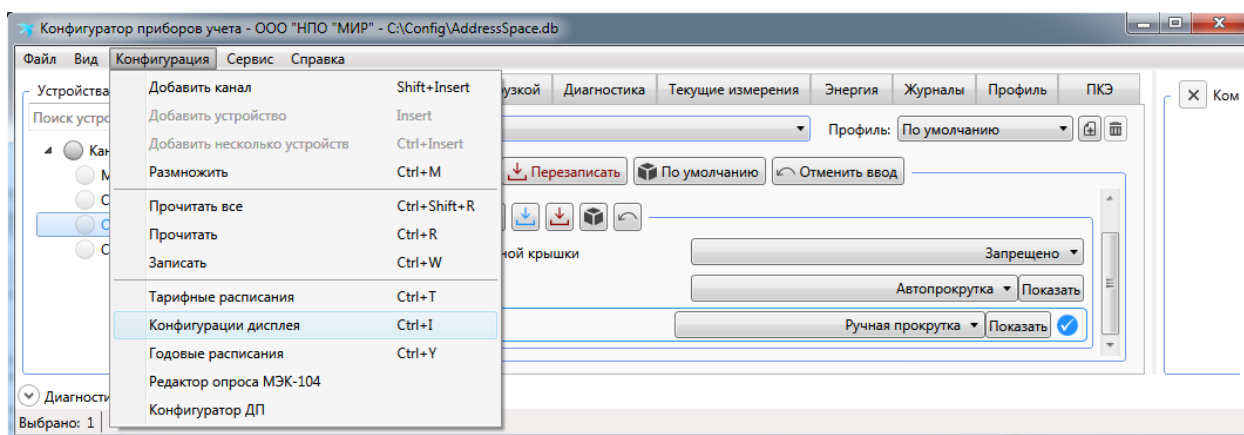 Конфигуратор приборов учета - ООО "НПО "МИР" - C:\Config\AddressSpace.db
Файл Вид Конфигурация Сервис Справка
Устройства
Диагностика Текущие измерения Энергия Журналы Профиль ПКЭ
Добавить канал Shift+Insert
Добавить устройство Insert
Добавить несколько устройств Ctrl+Insert
Размножить Ctrl+M
Прочитать все Ctrl+Shift+R
Прочитать Ctrl+R
Записать Ctrl+W
Тарифные расписания Ctrl+T
Конфигурации дисплея Ctrl+I
Годовые расписания Ctrl+Y
Редактор опроса МЭК-104
Конфигуратор ДП
Поиск
Профиль: По умолчанию
Перезаписать По умолчанию Отменить ввод
крышки Запрещено
Автопрокрутка Показать
Ручная прокрутка Показать
Выбрано: 1